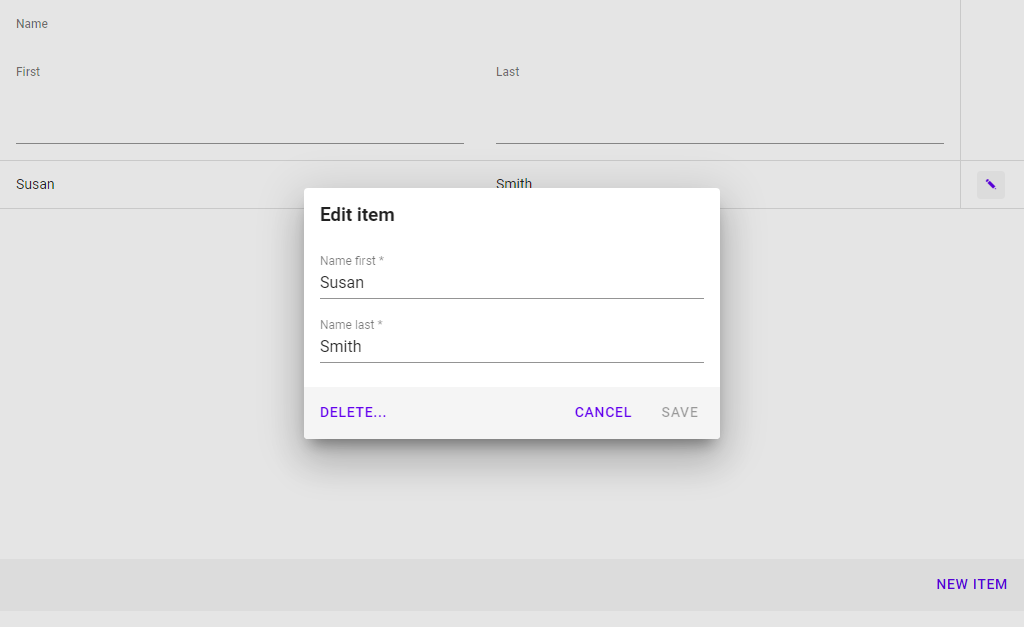 Name
First Last
Susan Smith
Edit item
Name first *
Susan
Name last *
Smith
DELETE... CANCEL SAVE
NEW ITEM